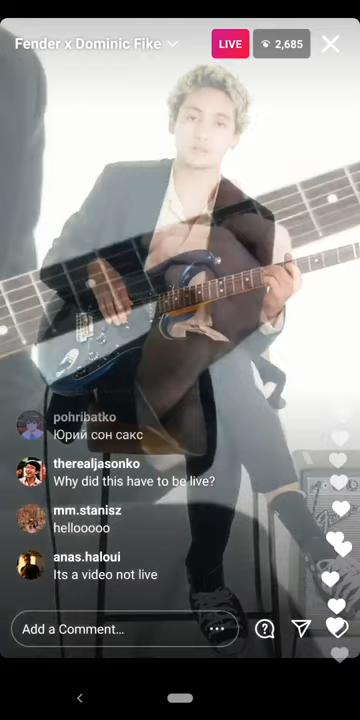 Fender x Dominic Fike
LIVE
2,685
pohribatko
Юрий сон сакс
therealjasonko
Why did this have to be live?
mm.stanisz
hellooooo
anas.haloui
Its a video not live
Add a Comment...